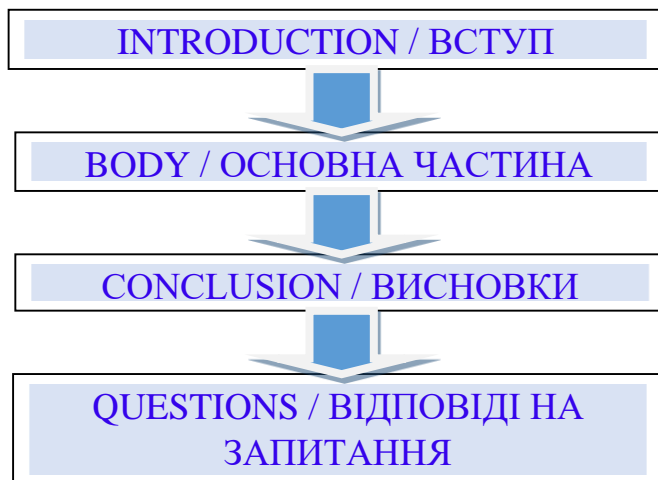 INTRODUCTION / ВСТУП
BODY / ОСНОВНА ЧАСТИНА
CONCLUSION / ВИСНОВКИ
QUESTIONS / ВІДПОВІДІ НА
ЗАПИТАННЯ